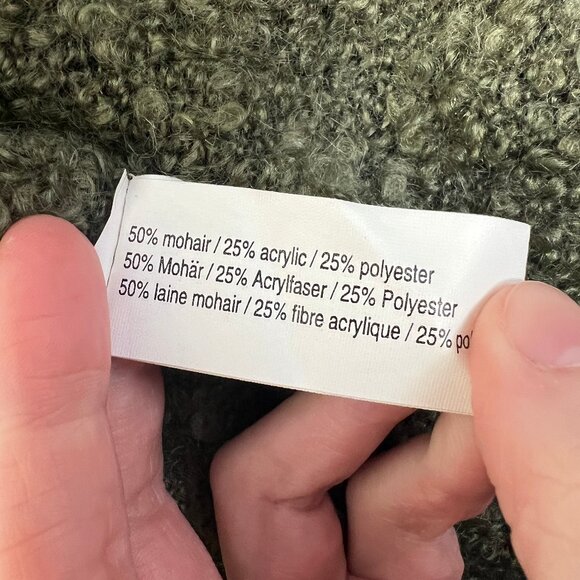 50% mohair / 25% acrylic / 25% polyester
50% Mohär / 25% Acrylfaser / 25% Polyester
50% laine mohair / 25% fibre acrylique / 25%